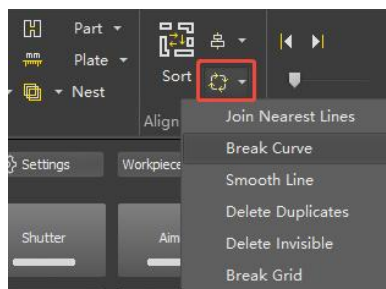 Part
mm
Plate
Nest
Sort
Align
Join Nearest Lines
Break Curve
Smooth Line
Delete Duplicates
Delete Invisible
Break Grid
Settings
Workpiece
Shutter
Aim